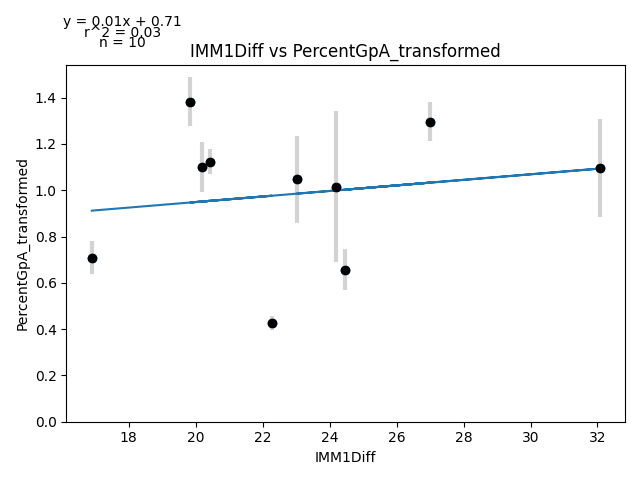 y = 0.01x + 0.71
r^2 = 0.03
n = 10
IMM1Diff vs PercentGpA_transformed
PercentGpA_transformed
1.4
1.2
1.0
0.8
0.6
0.4
0.2
0.0
18 20 22 24 26 28 30 32
IMM1Diff